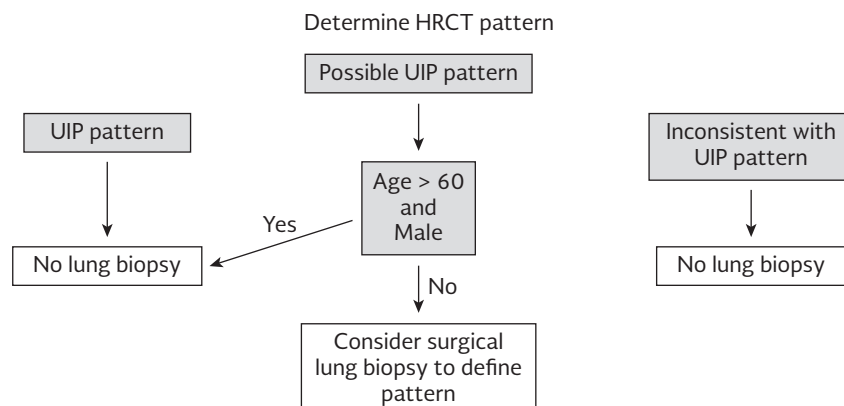 Determine HRCT pattern
Possible UIP pattern
UIP pattern
Inconsistent with
UIP pattern
Age > 60
and
Male
Yes
No lung biopsy
No lung biopsy
No
Consider surgical
lung biopsy to define
pattern